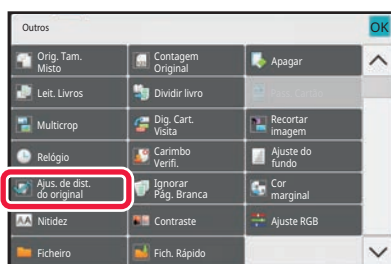 Outros
OK
Orig. Tam.
Misto
Contagem
Original
Apagar
Leit. Livros
Dividir livro
Multicrop
Dig. Cart.
Visita
Recortar
imagem
Relógio
Carimbo
Verifi.
Ajuste do
fundo
Ajus. de dist.
do original
Ignorar
Pág. Branca
Cor
marginal
Nitidez
Contraste
Ajuste RGB
Ficheiro
Fich. Rápido